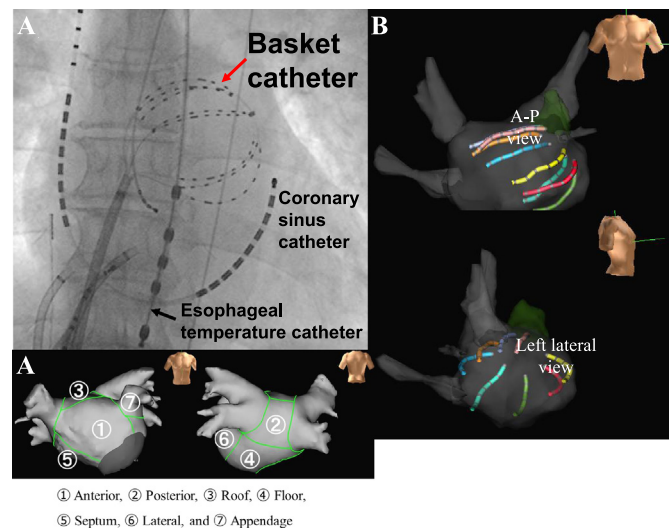 A
Basket
catheter
Coronary
sinus
catheter
Esophageal
temperature catheter
B
A-P
view
Left lateral
view
A
③
⑦
①
⑤
②
⑥
④
① Anterior, ② Posterior, ③ Roof, ④ Floor,
⑤ Septum, ⑥ Lateral, and ⑦ Appendage